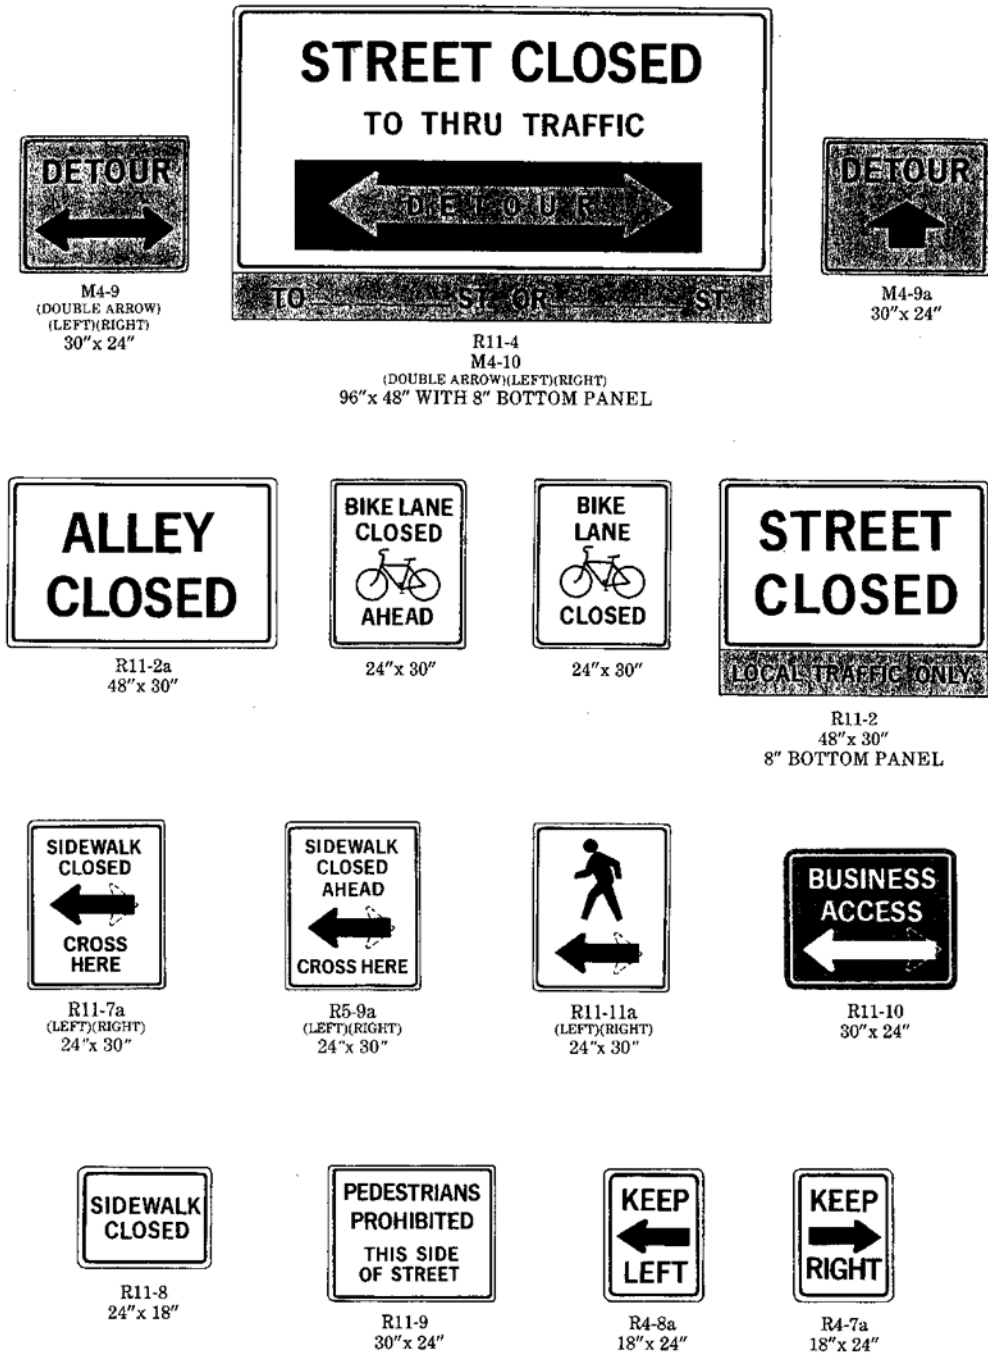 STREET CLOSED
TO THRU TRAFFIC
DETOUR
TO ST. OR ST.
R11-4
M4-10
(DOUBLE ARROW)(LEFT)(RIGHT)
96"x 48" WITH 8" BOTTOM PANEL
DETOUR
M4-9
(DOUBLE ARROW)
(LEFT)(RIGHT)
30"x 24"
DETOUR
M4-9a
30"x 24"
ALLEY
CLOSED
R11-2a
48"x 30"
BIKE LANE
CLOSED
AHEAD
24"x 30"
BIKE
LANE
CLOSED
24"x 30"
STREET
CLOSED
LOCAL TRAFFIC ONLY
R11-2
48"x 30"
8" BOTTOM PANEL
SIDEWALK
CLOSED
CROSS
HERE
R11-7a
(LEFT)(RIGHT)
24"x 30"
SIDEWALK
CLOSED
AHEAD
CROSS HERE
R5-9a
(LEFT)(RIGHT)
24"x 30"
R11-11a
(LEFT)(RIGHT)
24"x 30"
BUSINESS
ACCESS
R11-10
30"x 24"
SIDEWALK
CLOSED
R11-8
24"x 18"
PEDESTRIANS
PROHIBITED
THIS SIDE
OF STREET
R11-9
30"x 24"
KEEP
LEFT
R4-8a
18"x 24"
KEEP
RIGHT
R4-7a
18"x 24"